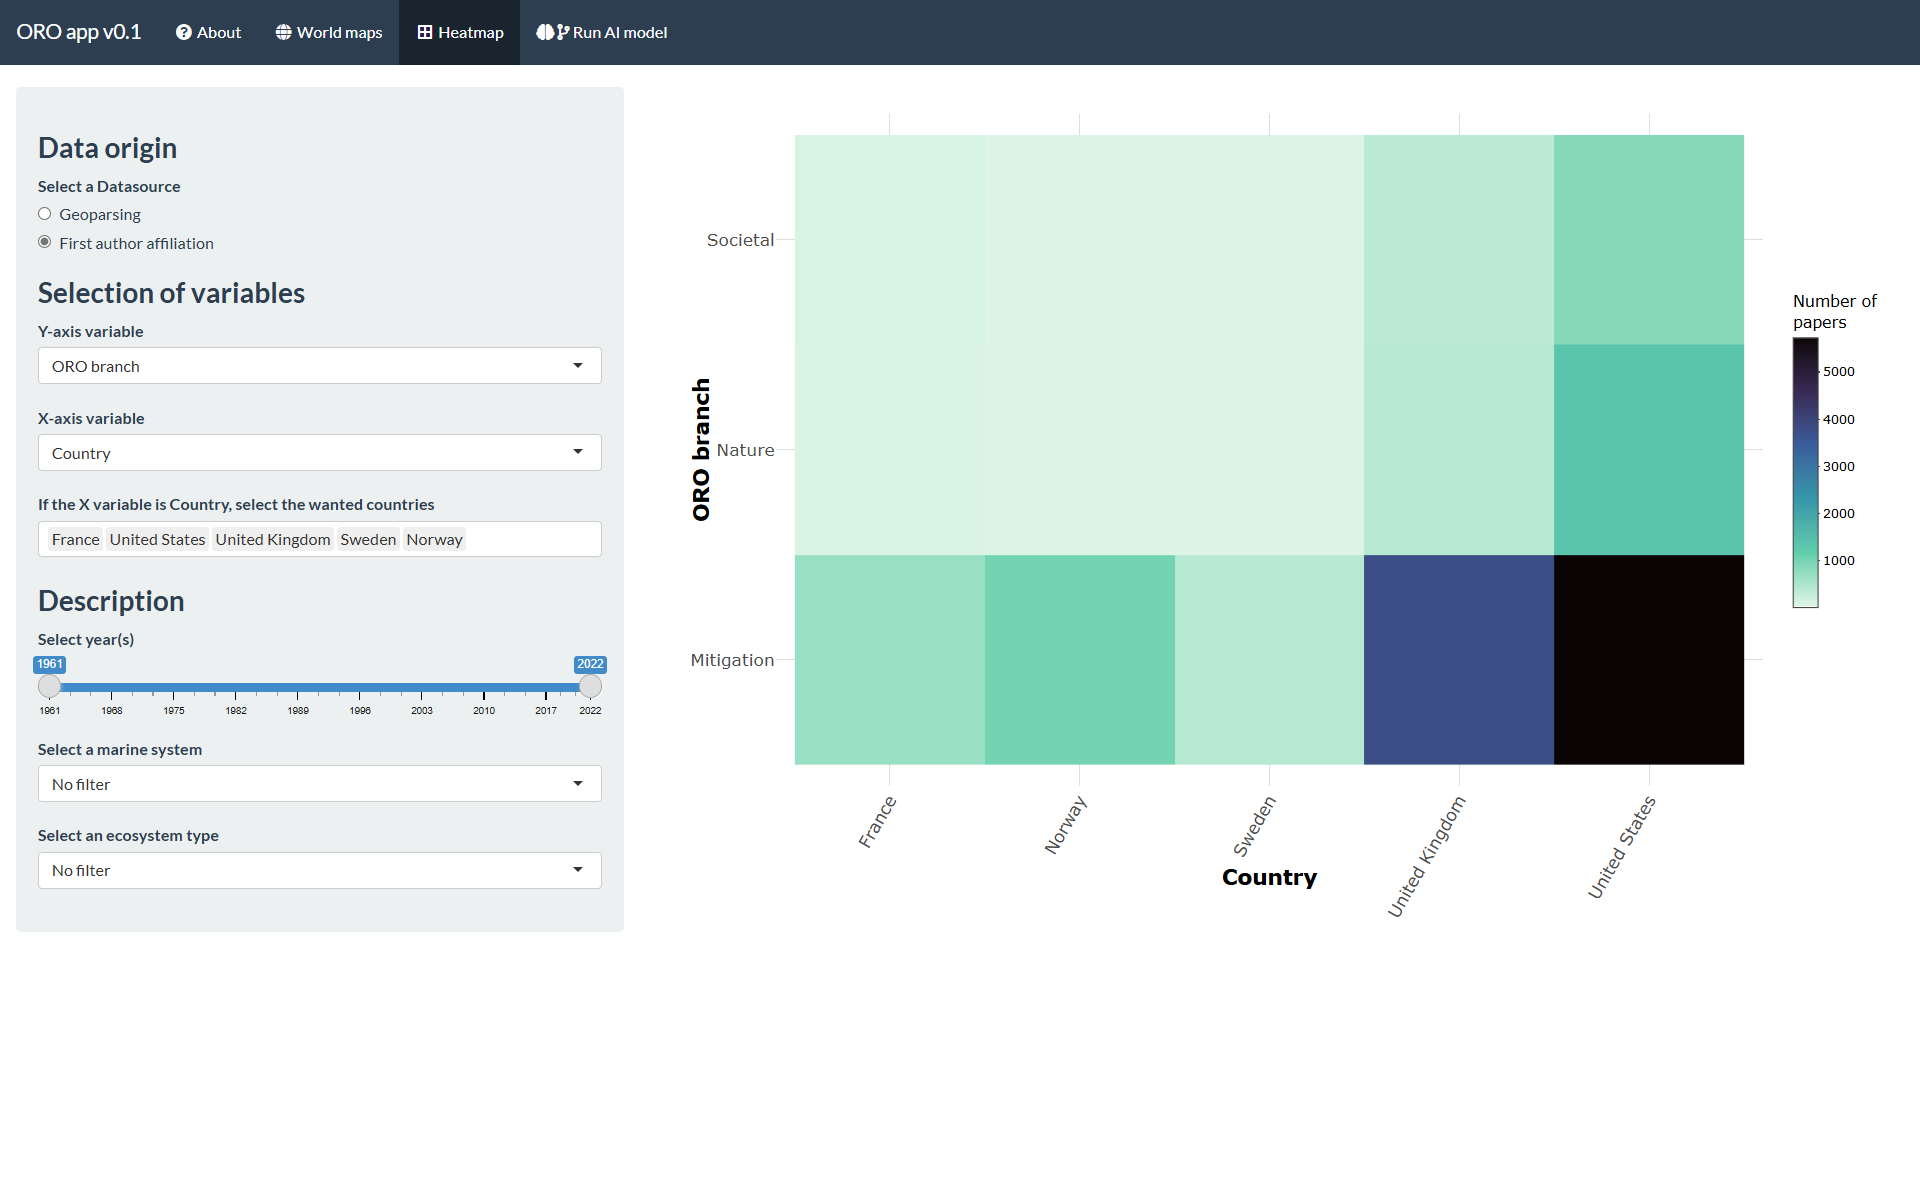 ORO app v0.1
About
World maps
Heatmap
Run AI model
Data origin
Select a Datasource
Geoparsing
First author affiliation
Selection of variables
Y-axis variable
ORO branch
X-axis variable
Country
If the X variable is Country, select the wanted countries
France United States United Kingdom Sweden Norway
Description
Select year(s)
1961 2022
1961 1968 1975 1982 1989 1996 2003 2010 2017 2022
Select a marine system
No filter
Select an ecosystem type
No filter
ORO branch
Societal
Nature
Mitigation
France
Norway
Sweden
United Kingdom
United States
Country
Number of
papers
5000
4000
3000
2000
1000